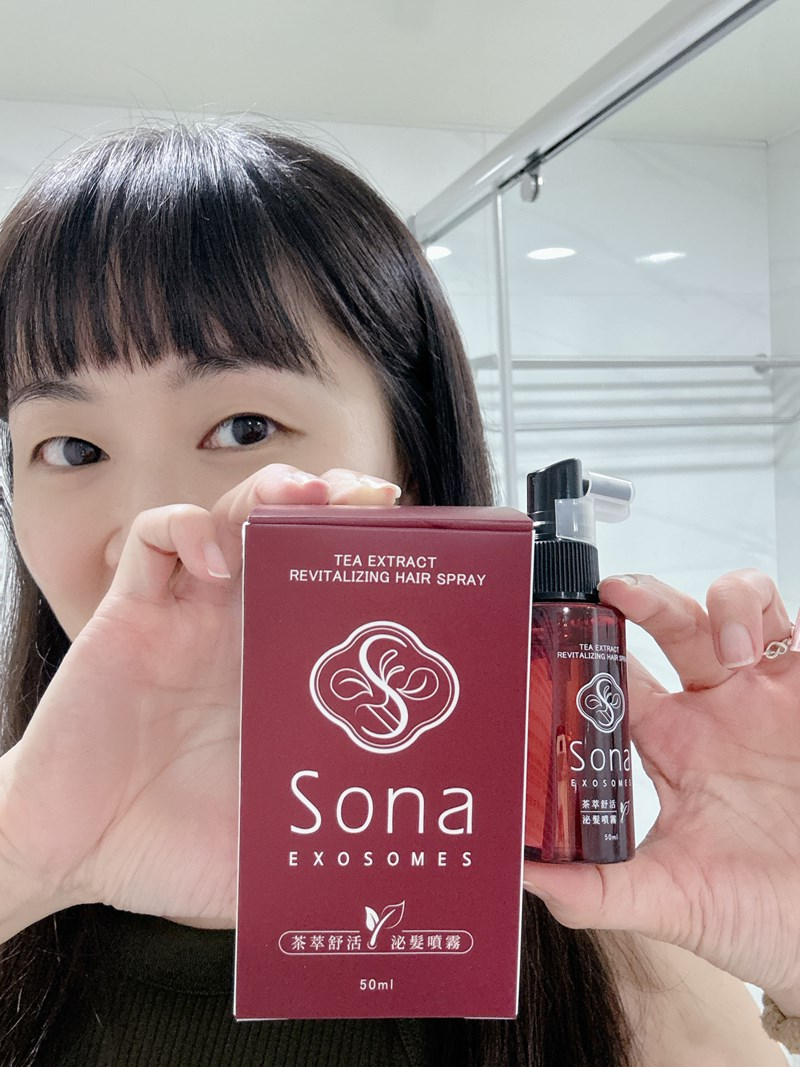 TEA EXTRACT
REVITALIZING HAIR SPRAY
Sona
EXOSOMES
茶萃舒活 泌髮噴霧
50ml
TEA EXTRACT
REVITALIZING HAIR SPRAY
Sona
EXOSOMES
茶萃舒活
泌髮噴霧
50ml